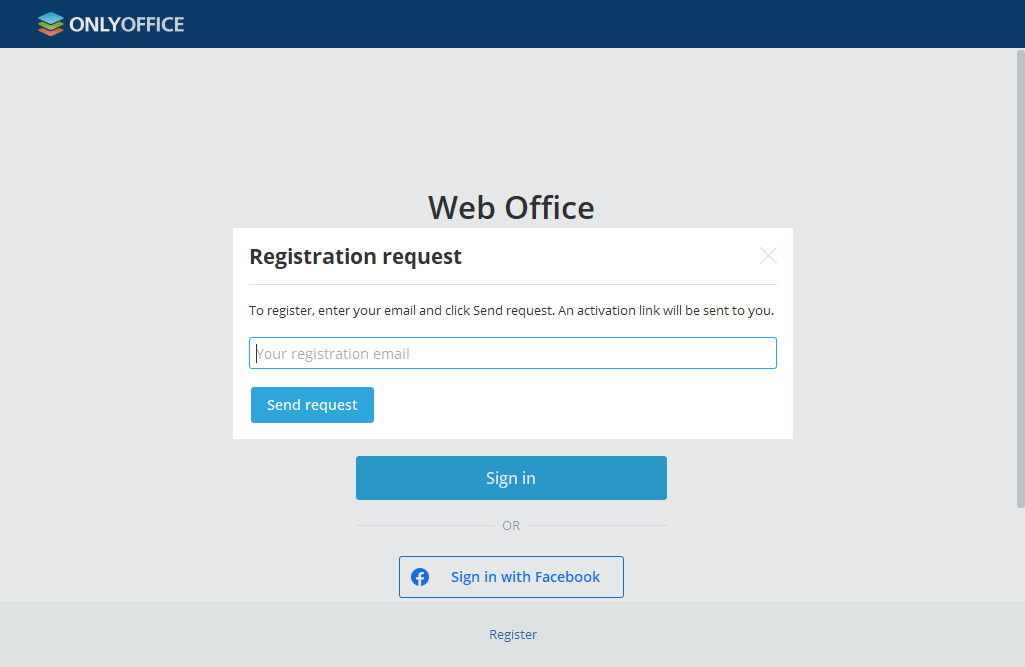 ONLYOFFICE
Web Office
Registration request
To register, enter your email and click Send request. An activation link will be sent to you.
Your registration email
Send request
Sign in
OR
Sign in with Facebook
Register